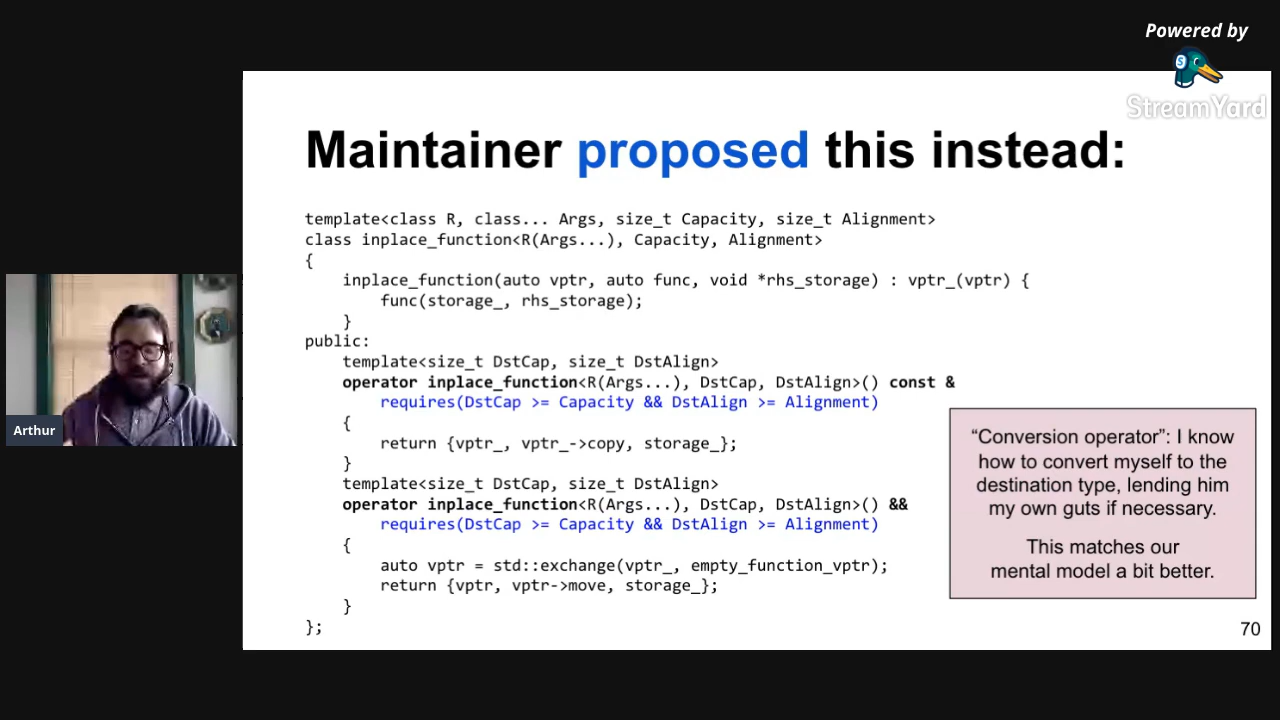 Powered by
StreamYard
Maintainer proposed this instead:
template<class R, class... Args, size_t Capacity, size_t Alignment>
class inplace_function<R(Args...), Capacity, Alignment>
{
    inplace_function(auto vptr, auto func, void *rhs_storage) : vptr_(vptr) {
        func(storage_, rhs_storage);
    }
public:
    template<size_t DstCap, size_t DstAlign>
    operator inplace_function<R(Args...), DstCap, DstAlign>() const &
        requires(DstCap >= Capacity && DstAlign >= Alignment)
    {
        return {vptr_, vptr_->copy, storage_};
    }
    template<size_t DstCap, size_t DstAlign>
    operator inplace_function<R(Args...), DstCap, DstAlign>() &&
        requires(DstCap >= Capacity && DstAlign >= Alignment)
    {
        auto vptr = std::exchange(vptr_, empty_function_vptr);
        return {vptr, vptr->move, storage_};
    }
};
“Conversion operator”: I know
how to convert myself to the
destination type, lending him
my own guts if necessary.
This matches our
mental model a bit better.
70
Arthur